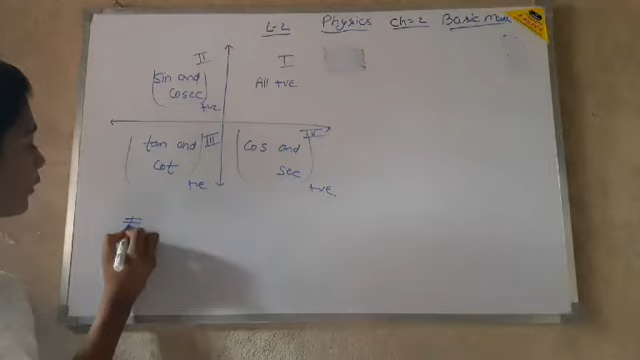 L-2 Physics Ch=2 Basic
II
sin and
Cosec
+ve
I
All +ve
III
tan and
Cot
+ve
IV
Cos and
Sec
+ve